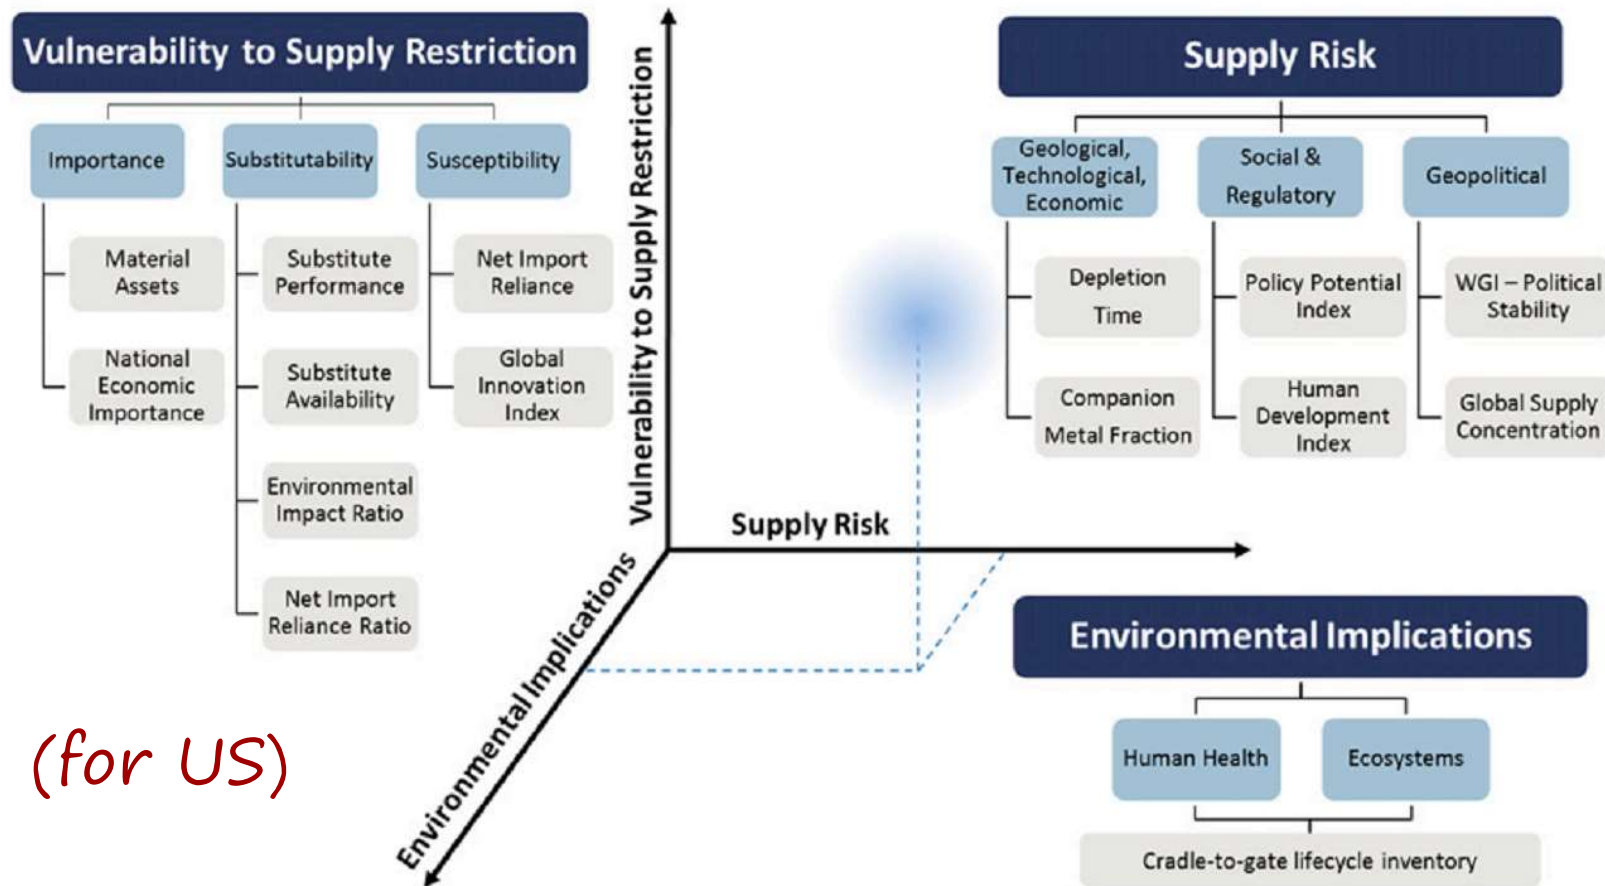 Vulnerability to Supply Restriction
Importance
Material
Assets
National
Economic
Importance
Substitutability
Substitute
Performance
Substitute
Availability
Environmental
Impact Ratio
Net Import
Reliance Ratio
Susceptibility
Net Import
Reliance
Global
Innovation
Index
Vulnerability to Supply Restriction
Supply Risk
Environmental Implications
Supply Risk
Geological,
Technological,
Economic
Depletion
Time
Companion
Metal Fraction
Social &
Regulatory
Policy Potential
Index
Human
Development
Index
Geopolitical
WGI – Political
Stability
Global Supply
Concentration
Environmental Implications
Human Health
Ecosystems
Cradle-to-gate lifecycle inventory
(for US)